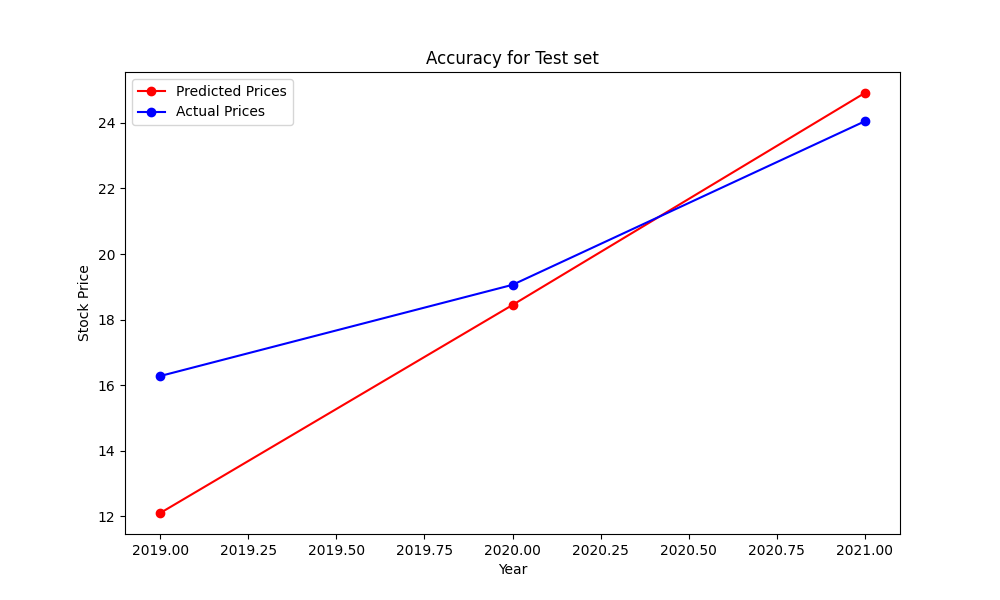 Accuracy for Test set
Predicted Prices
Actual Prices
24
22
20
18
16
14
12
Stock Price
2019.00 2019.25 2019.50 2019.75 2020.00 2020.25 2020.50 2020.75 2021.00
Year